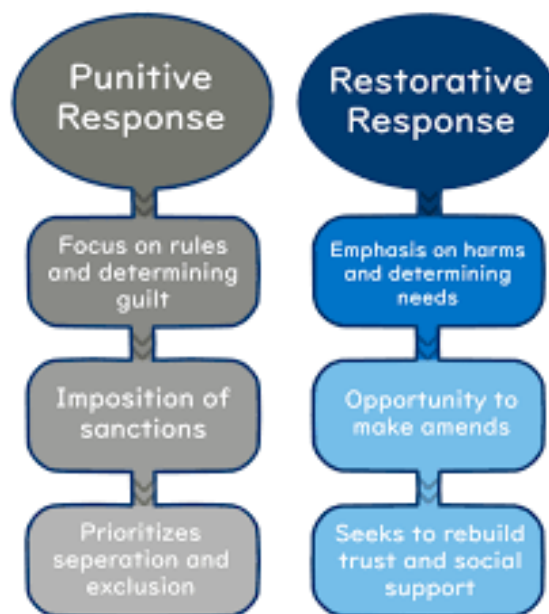 Punitive
Response
Focus on rules
and determining
guilt
Imposition of
sanctions
Prioritizes
seperation and
exclusion
Restorative
Response
Emphasis on harms
and determining
needs
Opportunity to
make amends
Seeks to rebuild
trust and social
support